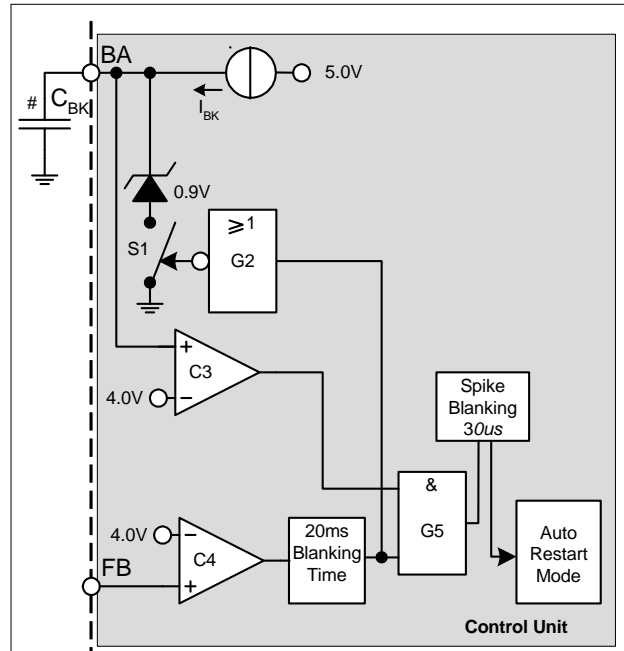 BA
5.0V
# C_BK
I_BK
0.9V
S1
≥1
G2
+
C3
4.0V
−
Spike
Blanking
30us
&
G5
4.0V
−
C4
+
20ms
Blanking
Time
Auto
Restart
Mode
FB
Control Unit